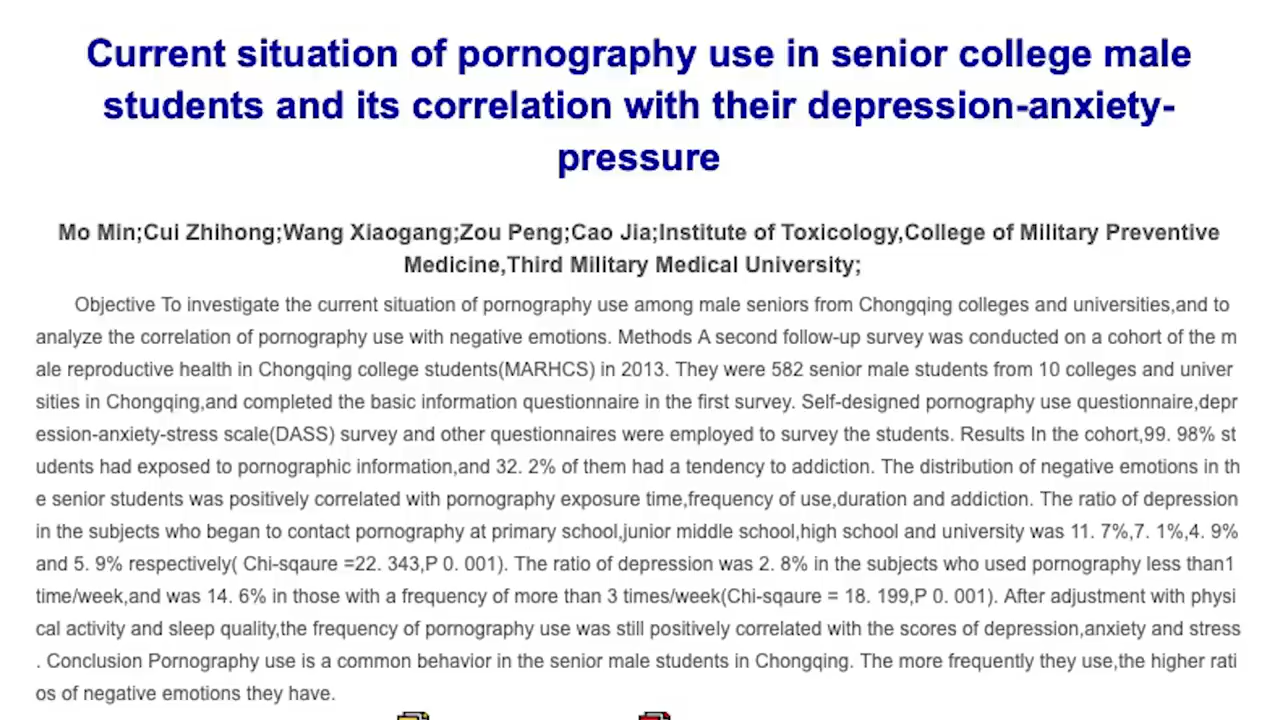 Current situation of pornography use in senior college male
students and its correlation with their depression-anxiety-
pressure
Mo Min;Cui Zhihong;Wang Xiaogang;Zou Peng;Cao Jia;Institute of Toxicology,College of Military Preventive
Medicine,Third Military Medical University;
Objective To investigate the current situation of pornography use among male seniors from Chongqing colleges and universities,and to
analyze the correlation of pornography use with negative emotions. Methods A second follow-up survey was conducted on a cohort of the m
ale reproductive health in Chongqing college students(MARHCS) in 2013. They were 582 senior male students from 10 colleges and univer
sities in Chongqing,and completed the basic information questionnaire in the first survey. Self-designed pornography use questionnaire,depr
ession-anxiety-stress scale(DASS) survey and other questionnaires were employed to survey the students. Results In the cohort,99. 98% st
udents had exposed to pornographic information,and 32. 2% of them had a tendency to addiction. The distribution of negative emotions in th
e senior students was positively correlated with pornography exposure time,frequency of use,duration and addiction. The ratio of depression
in the subjects who began to contact pornography at primary school,junior middle school,high school and university was 11. 7%,7. 1%,4. 9%
and 5. 9% respectively( Chi-sqaure =22. 343,P 0. 001). The ratio of depression was 2. 8% in the subjects who used pornography less than1
time/week,and was 14. 6% in those with a frequency of more than 3 times/week(Chi-sqaure = 18. 199,P 0. 001). After adjustment with physi
cal activity and sleep quality,the frequency of pornography use was still positively correlated with the scores of depression,anxiety and stress
. Conclusion Pornography use is a common behavior in the senior male students in Chongqing. The more frequently they use,the higher rati
os of negative emotions they have.